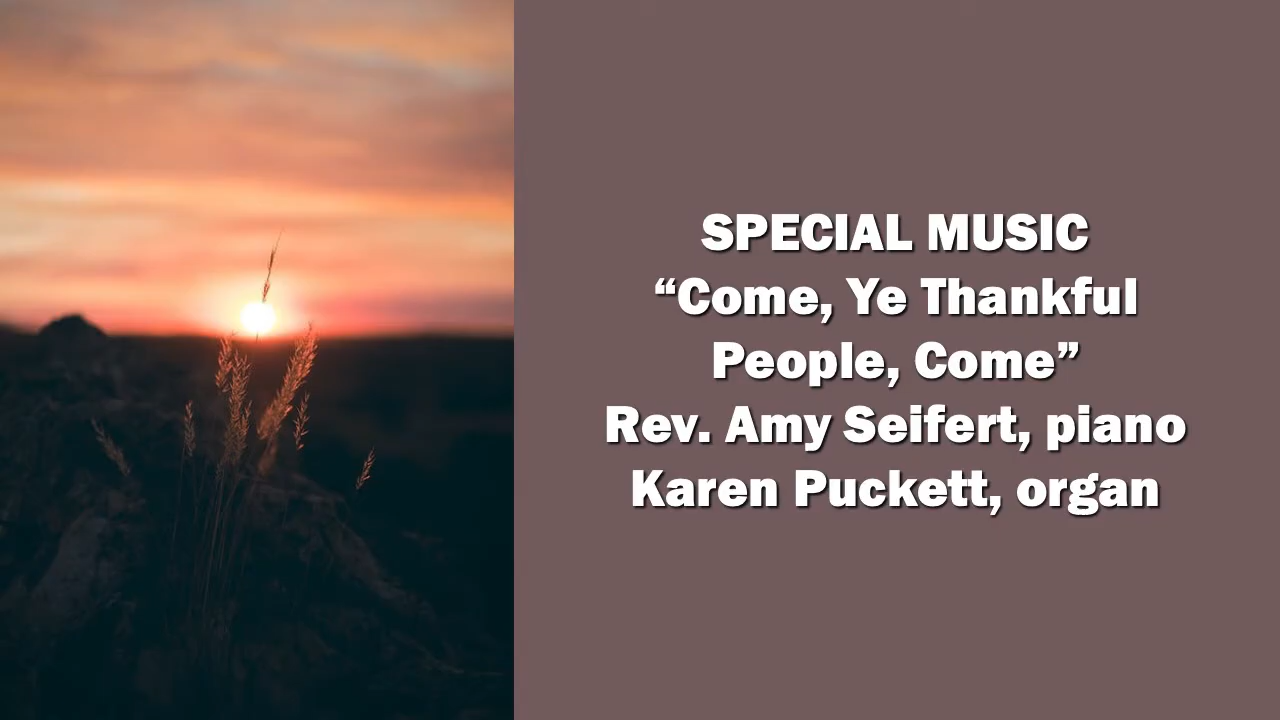 SPECIAL MUSIC
“Come, Ye Thankful
People, Come”
Rev. Amy Seifert, piano
Karen Puckett, organ